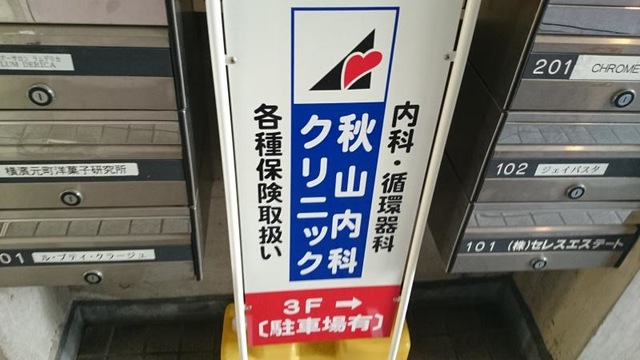 LUNI DERICA
横濱元町洋菓子研究所
01 ル・プティ・クラージュ
内科・循環器科
秋山内科
クリニック
各種保険取扱い
3F→
〔駐車場有〕
201 CHROME
102 ジェイパスタ
101 (株)セレスエステート